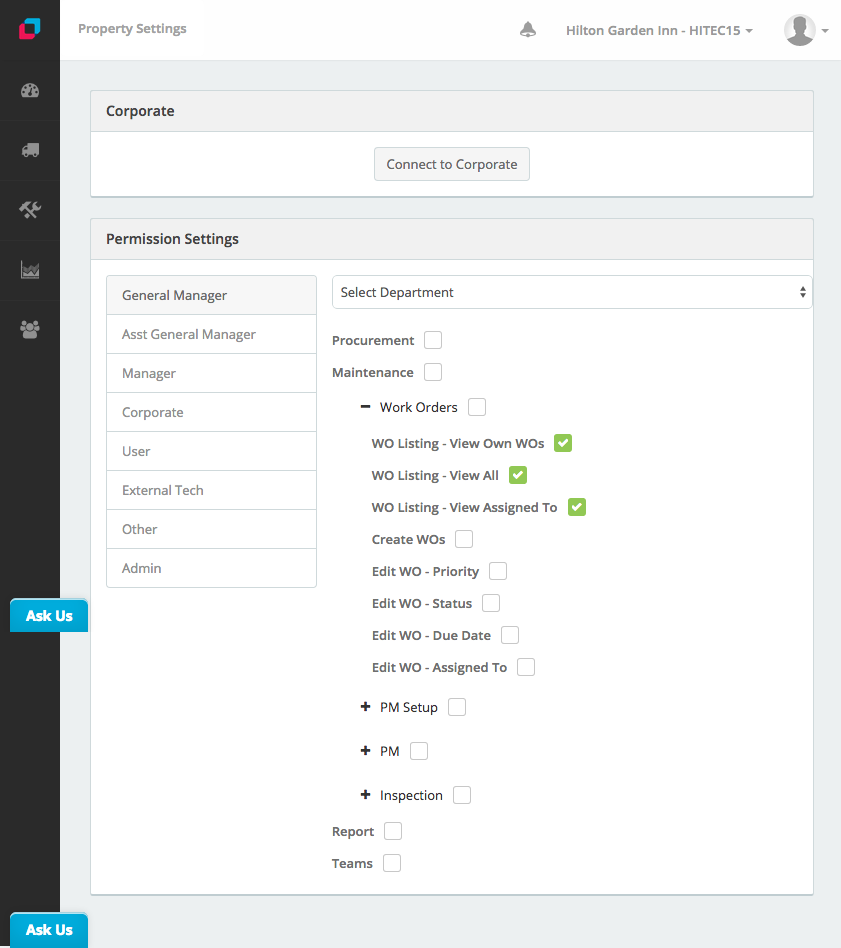 Property Settings
Hilton Garden Inn - HITEC15
Corporate
Connect to Corporate
Permission Settings
General Manager
Asst General Manager
Manager
Corporate
User
External Tech
Other
Admin
Select Department
Procurement
Maintenance
Work Orders
WO Listing - View Own WOs
WO Listing - View All
WO Listing - View Assigned To
Create WOs
Edit WO - Priority
Edit WO - Status
Edit WO - Due Date
Edit WO - Assigned To
PM Setup
PM
Inspection
Report
Teams
Ask Us
Ask Us